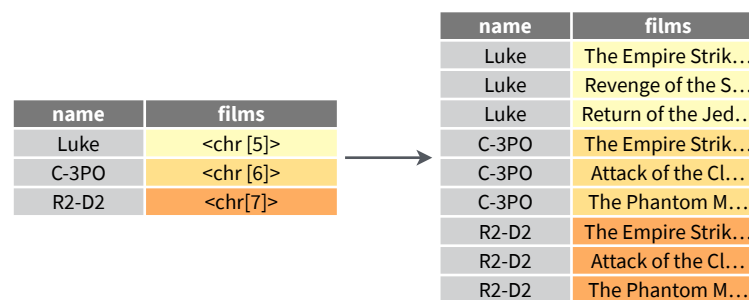 name films
Luke <chr [5]>
C-3PO <chr [6]>
R2-D2 <chr[7]>
name films
Luke The Empire Strik…
Luke Revenge of the S…
Luke Return of the Jed…
C-3PO The Empire Strik…
C-3PO Attack of the Cl…
C-3PO The Phantom M…
R2-D2 The Empire Strik…
R2-D2 Attack of the Cl…
R2-D2 The Phantom M…